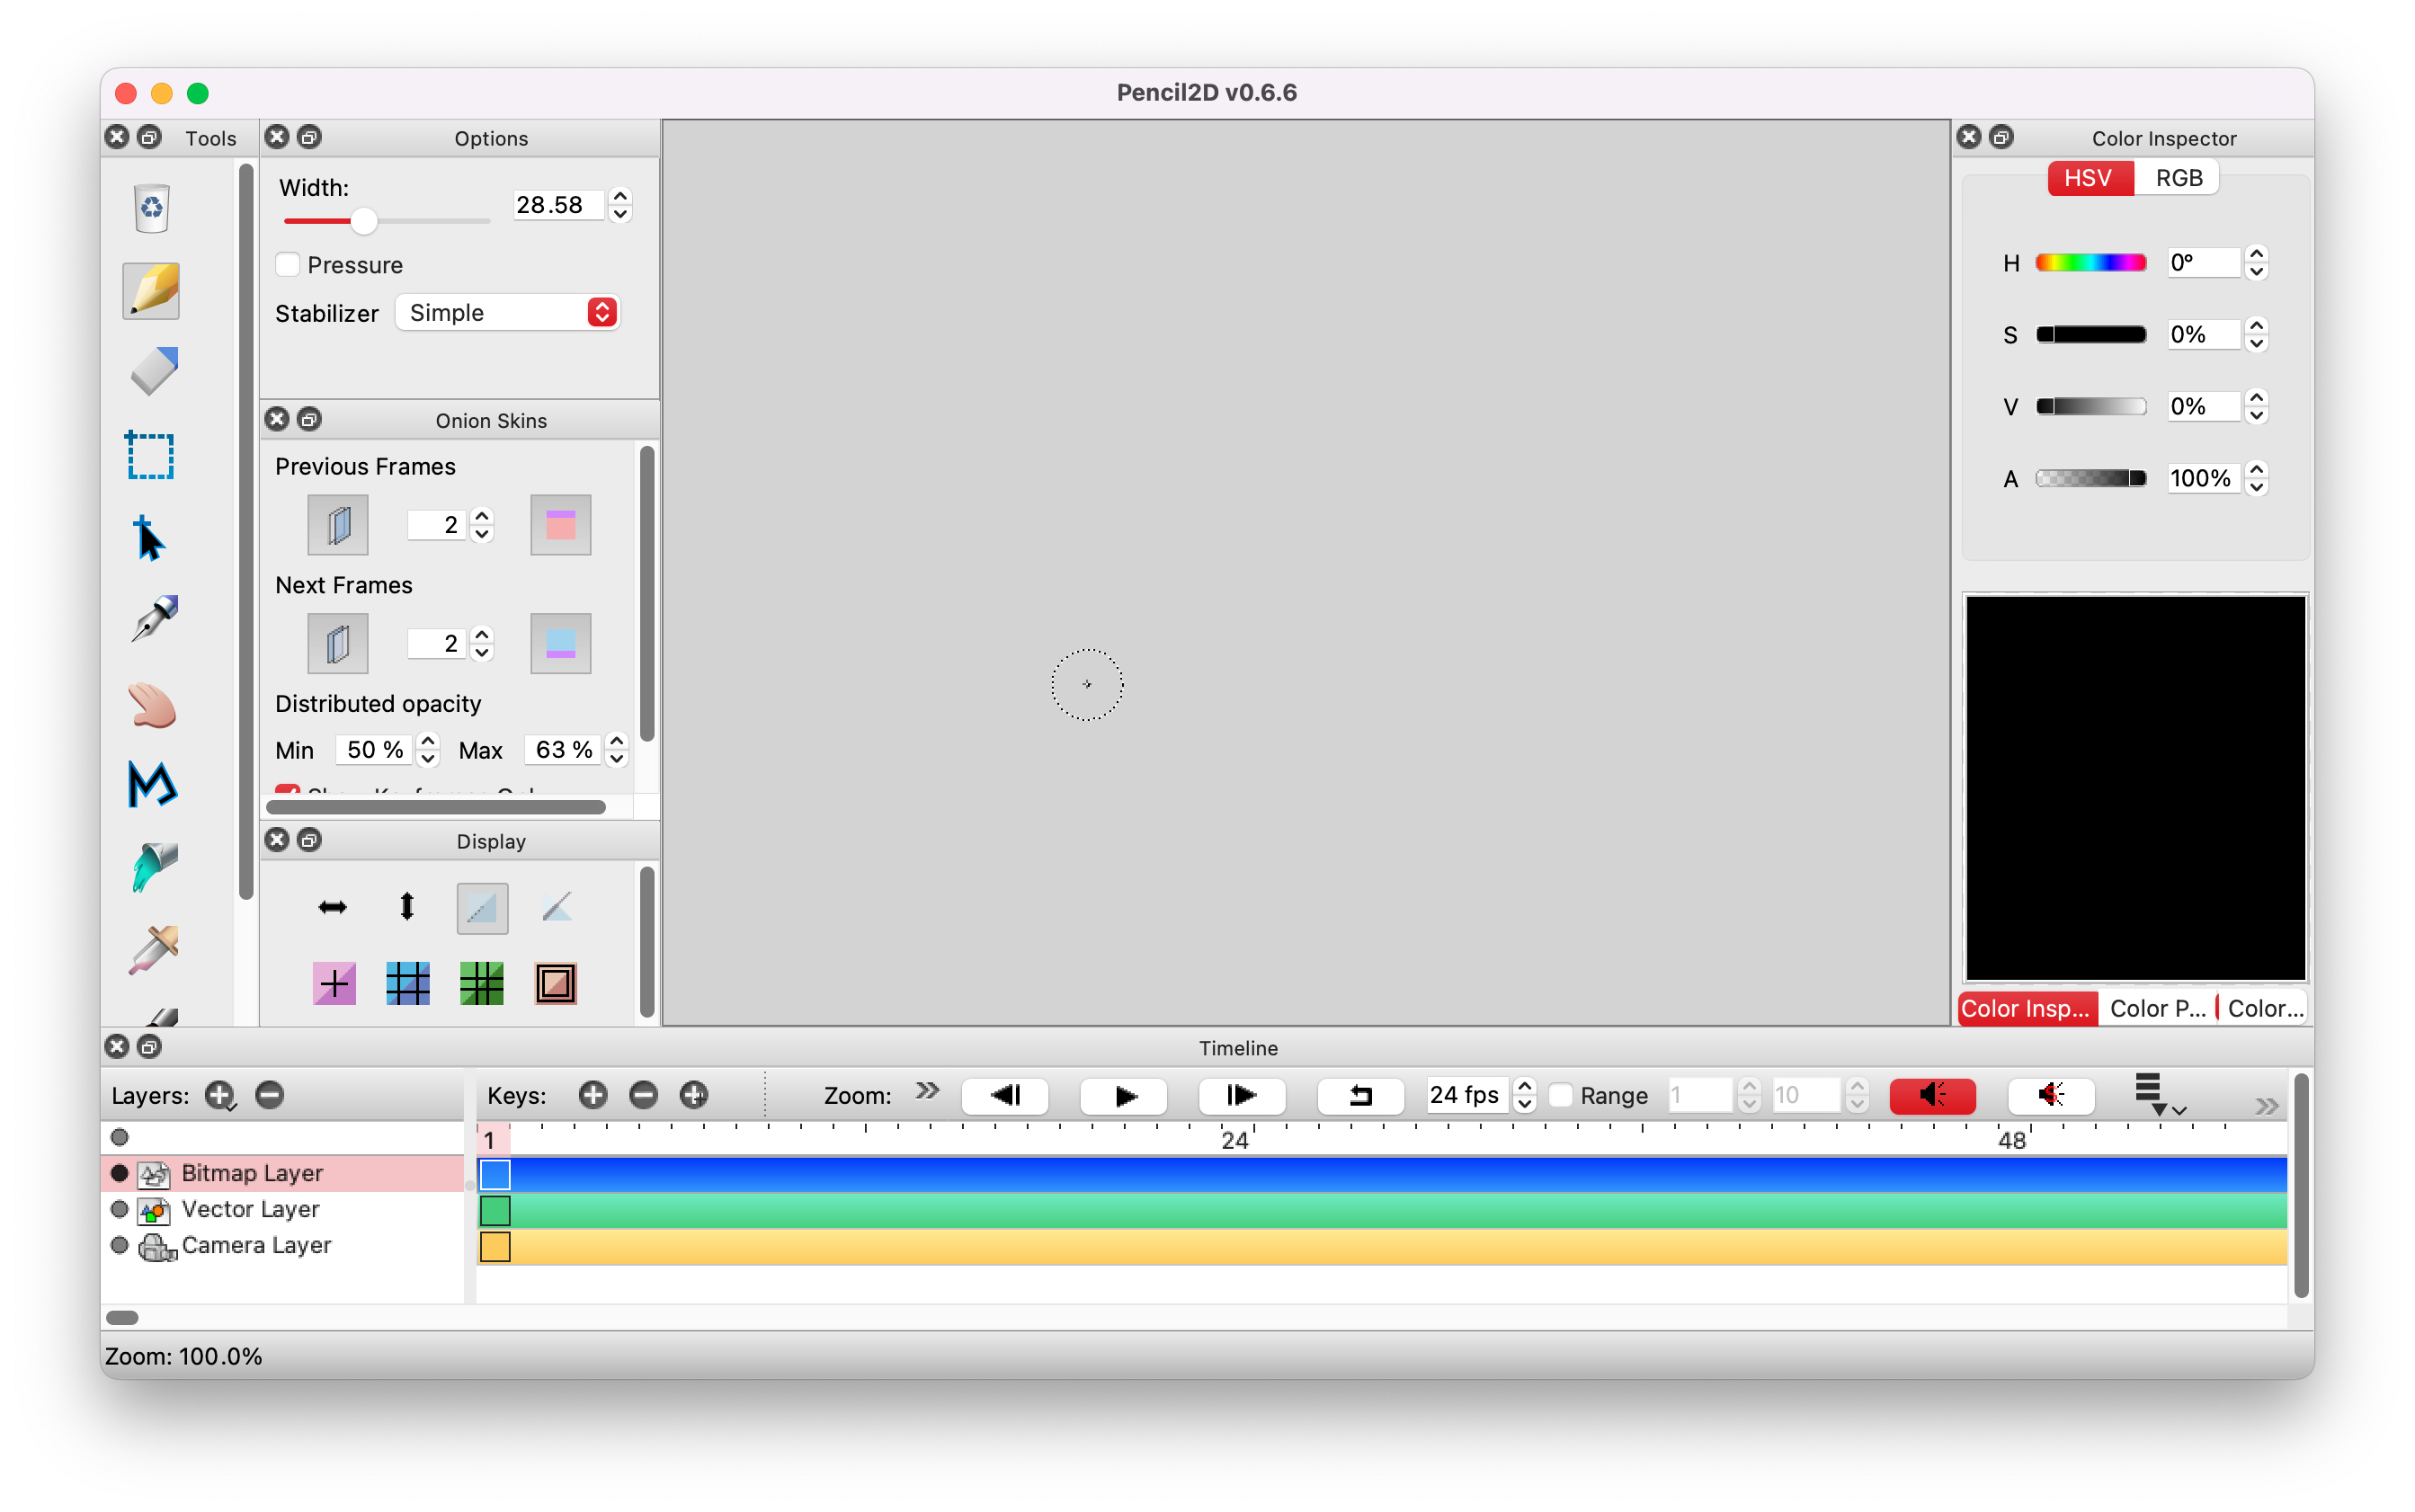 Pencil2D v0.6.6
Tools
Options
Width:
28.58
Pressure
Stabilizer
Simple
Onion Skins
Previous Frames
2
Next Frames
2
Distributed opacity
Min
50 %
Max
63 %
Display
Color Inspector
HSV
RGB
H
0°
S
0%
V
0%
A
100%
Color Insp...
Color P...
Color...
Timeline
Layers:
Keys:
Zoom:
24 fps
Range
1
10
1
24
48
Bitmap Layer
Vector Layer
Camera Layer
Zoom: 100.0%